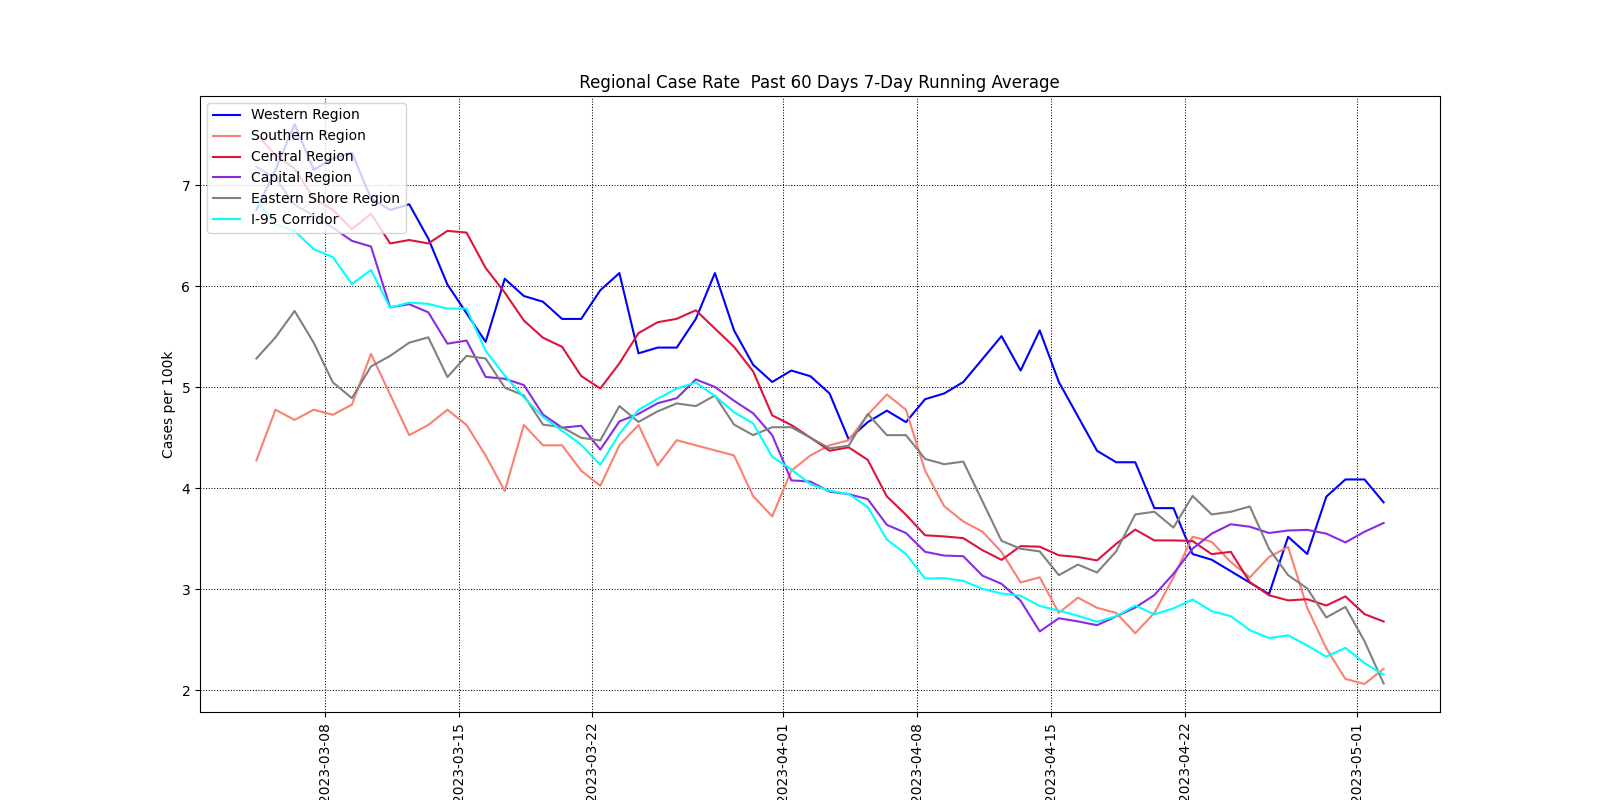 Regional Case Rate  Past 60 Days 7-Day Running Average
Western Region
Southern Region
Central Region
Capital Region
Eastern Shore Region
I-95 Corridor
Cases per 100k
7
6
5
4
3
2
2023-03-08
2023-03-15
2023-03-22
2023-04-01
2023-04-08
2023-04-15
2023-04-22
2023-05-01